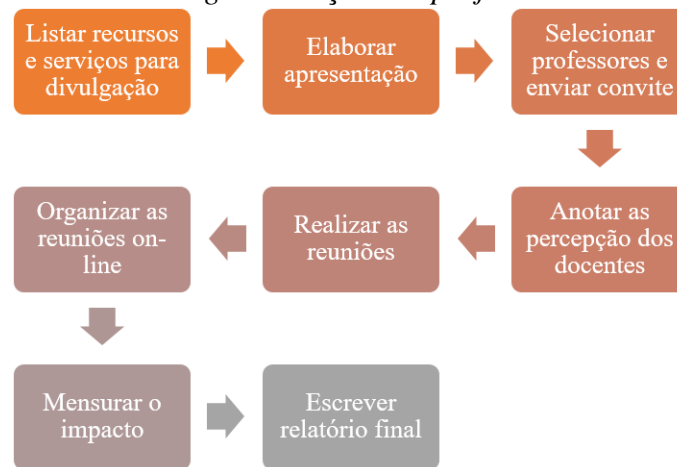 Listar recursos
e serviços para
divulgação
Elaborar
apresentação
Selecionar
professores e
enviar convite
Anotar as
percepção dos
docentes
Realizar as
reuniões
Organizar as
reuniões on-
line
Mensurar o
impacto
Escrever
relatório final